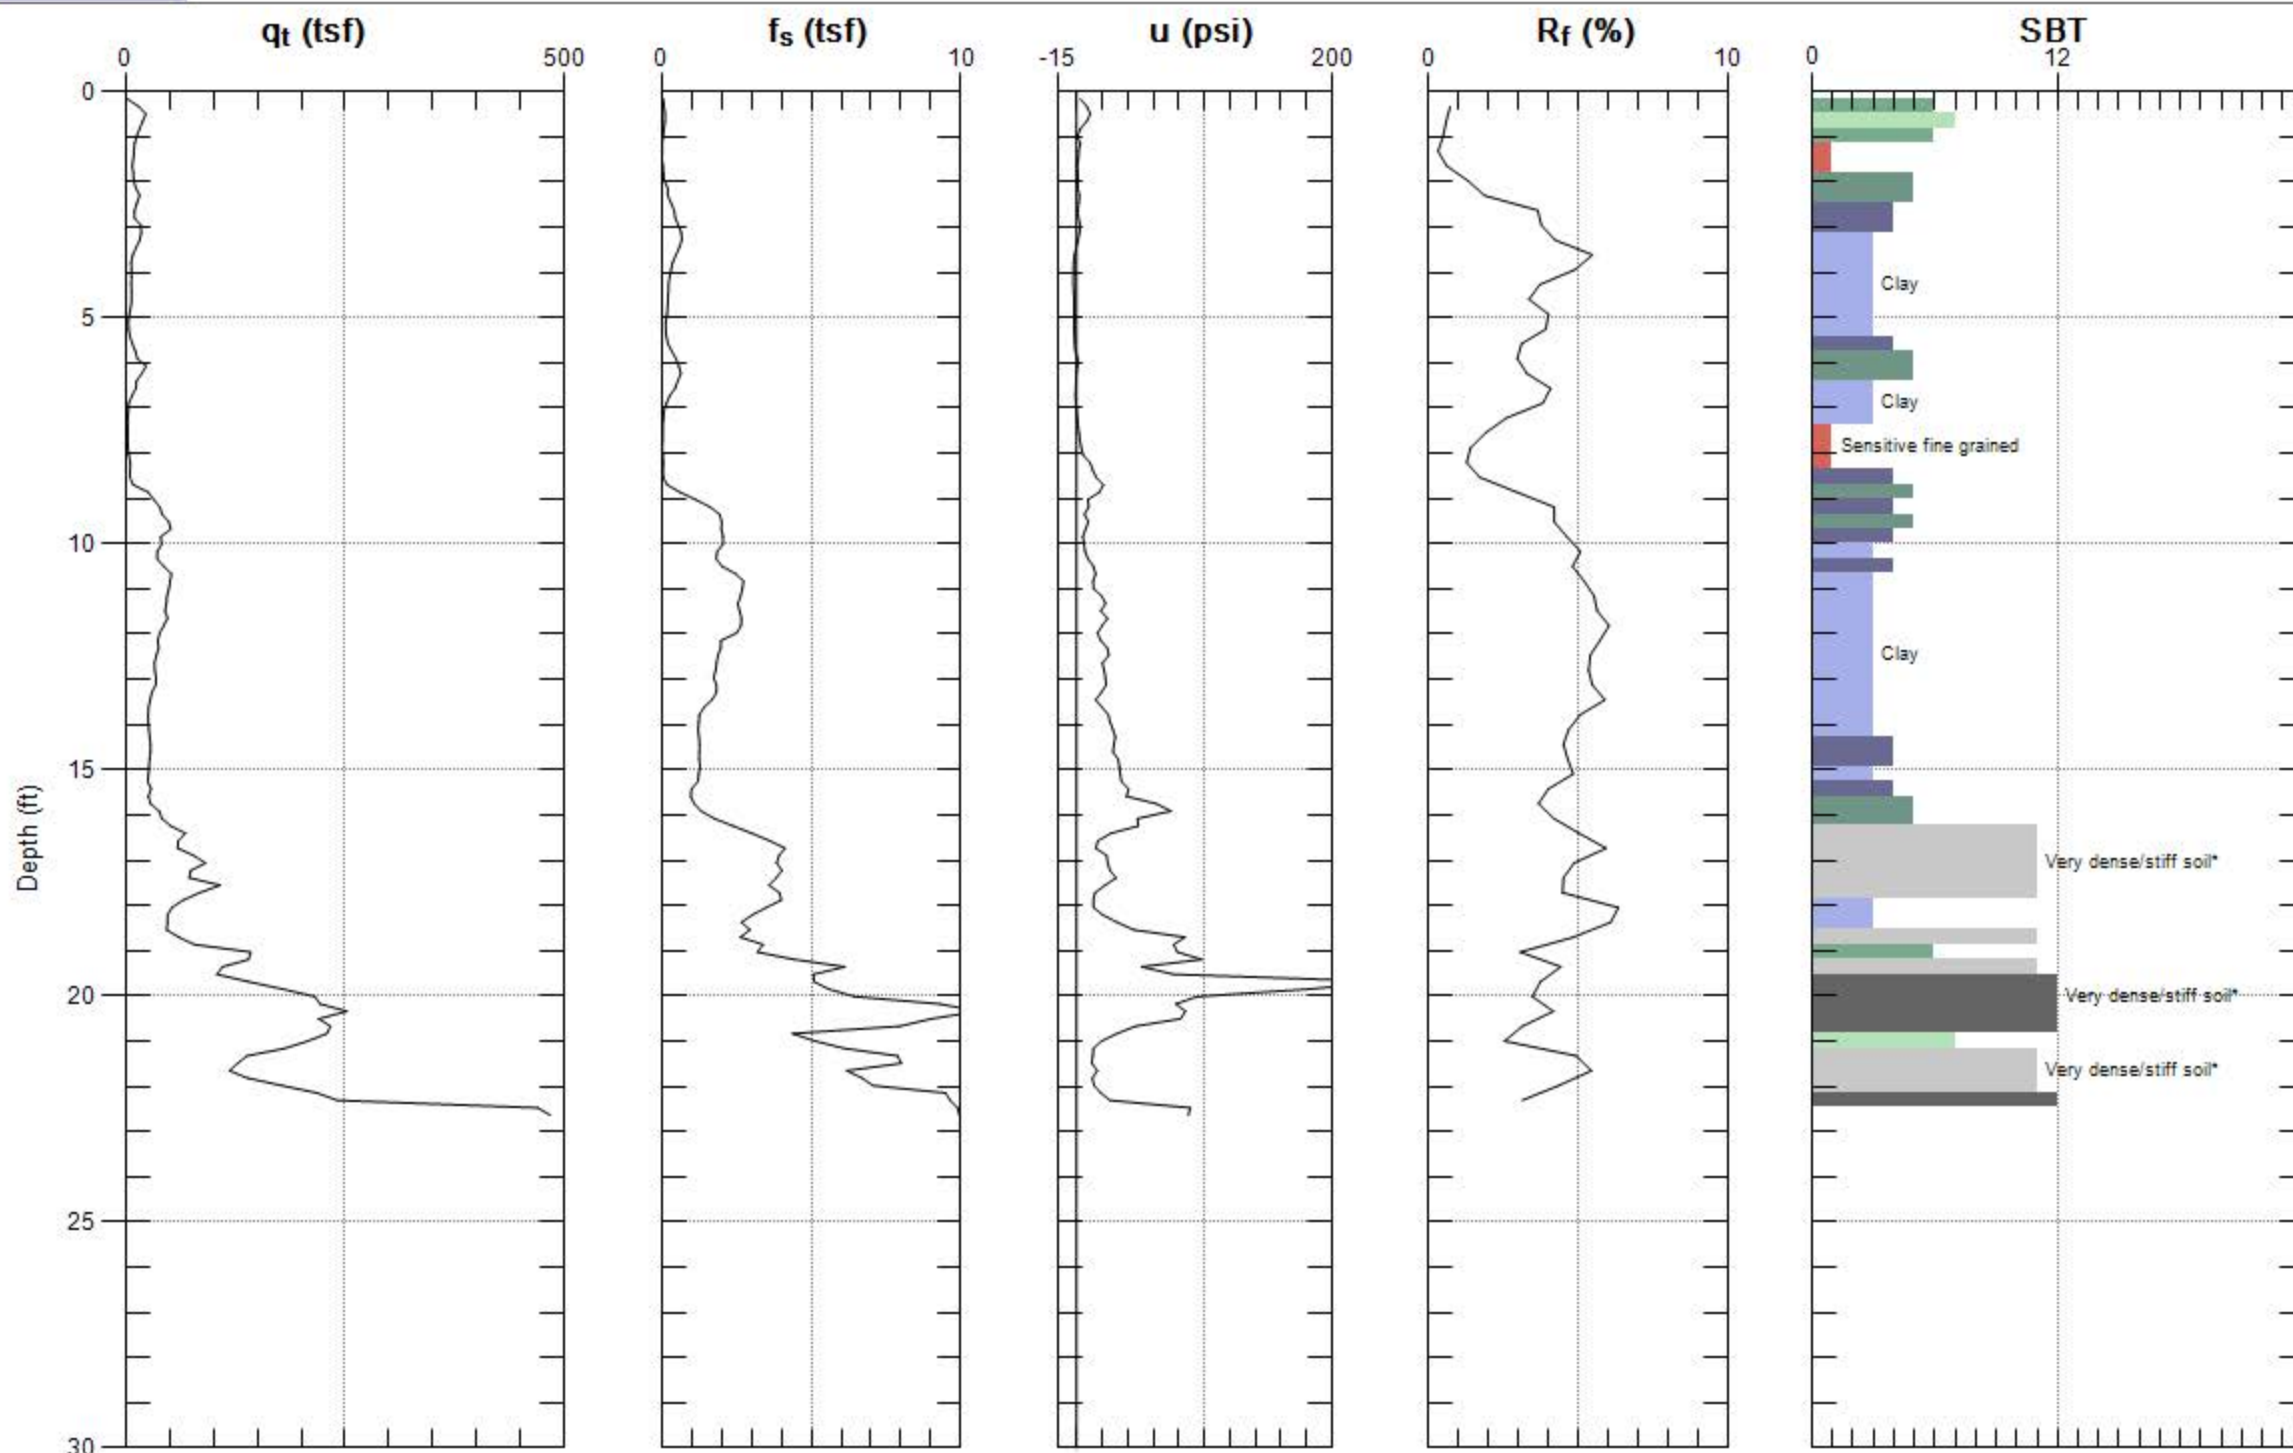 qt (tsf)
fs (tsf)
u (psi)
Rf (%)
SBT
0
500
0
10
-15
200
0
10
0
12
0
5
10
15
20
25
30
Depth (ft)
Clay
Clay
Sensitive fine grained
Clay
Very dense/stiff soil*
Very dense/stiff soil*
Very dense/stiff soil*